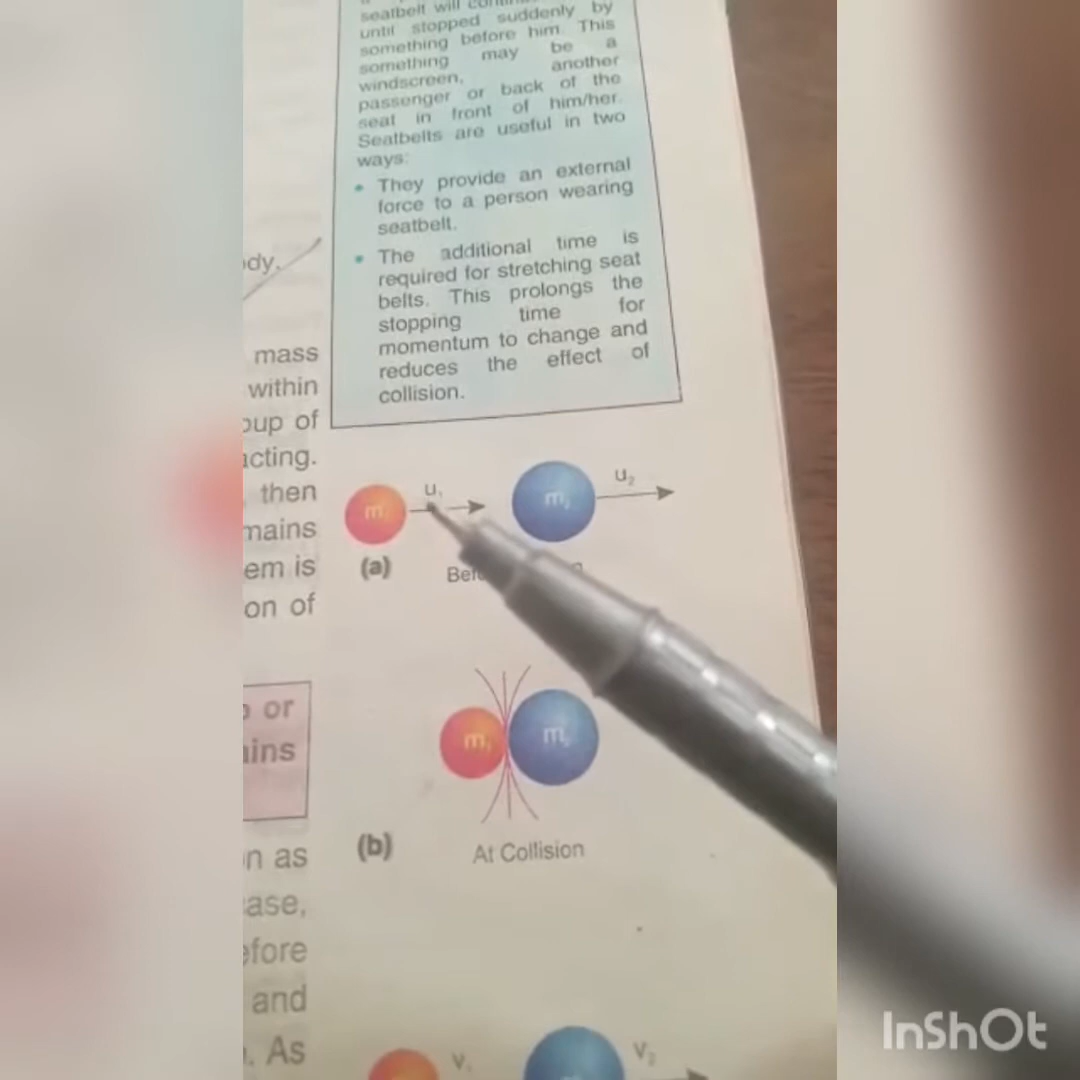 seatbelt will
until stopped suddenly by
something before him. This
something may be a
windscreen, another
passenger or back of the
seat in front of him/her.
Seatbelts are useful in two
ways:
• They provide an external
force to a person wearing
seatbelt.
• The additional time is
required for stretching seat
belts. This prolongs the
stopping time for
momentum to change and
reduces the effect of
collision.
ody.
mass
within
oup of
acting.
then
mains
em is
on of
o or
ains
n as
ase,
efore
and
. As
m₁ u₁ m₂ u₂
(a) Bef
m₁ m₂
(b) At Collision
V₁ V₂
InShOt